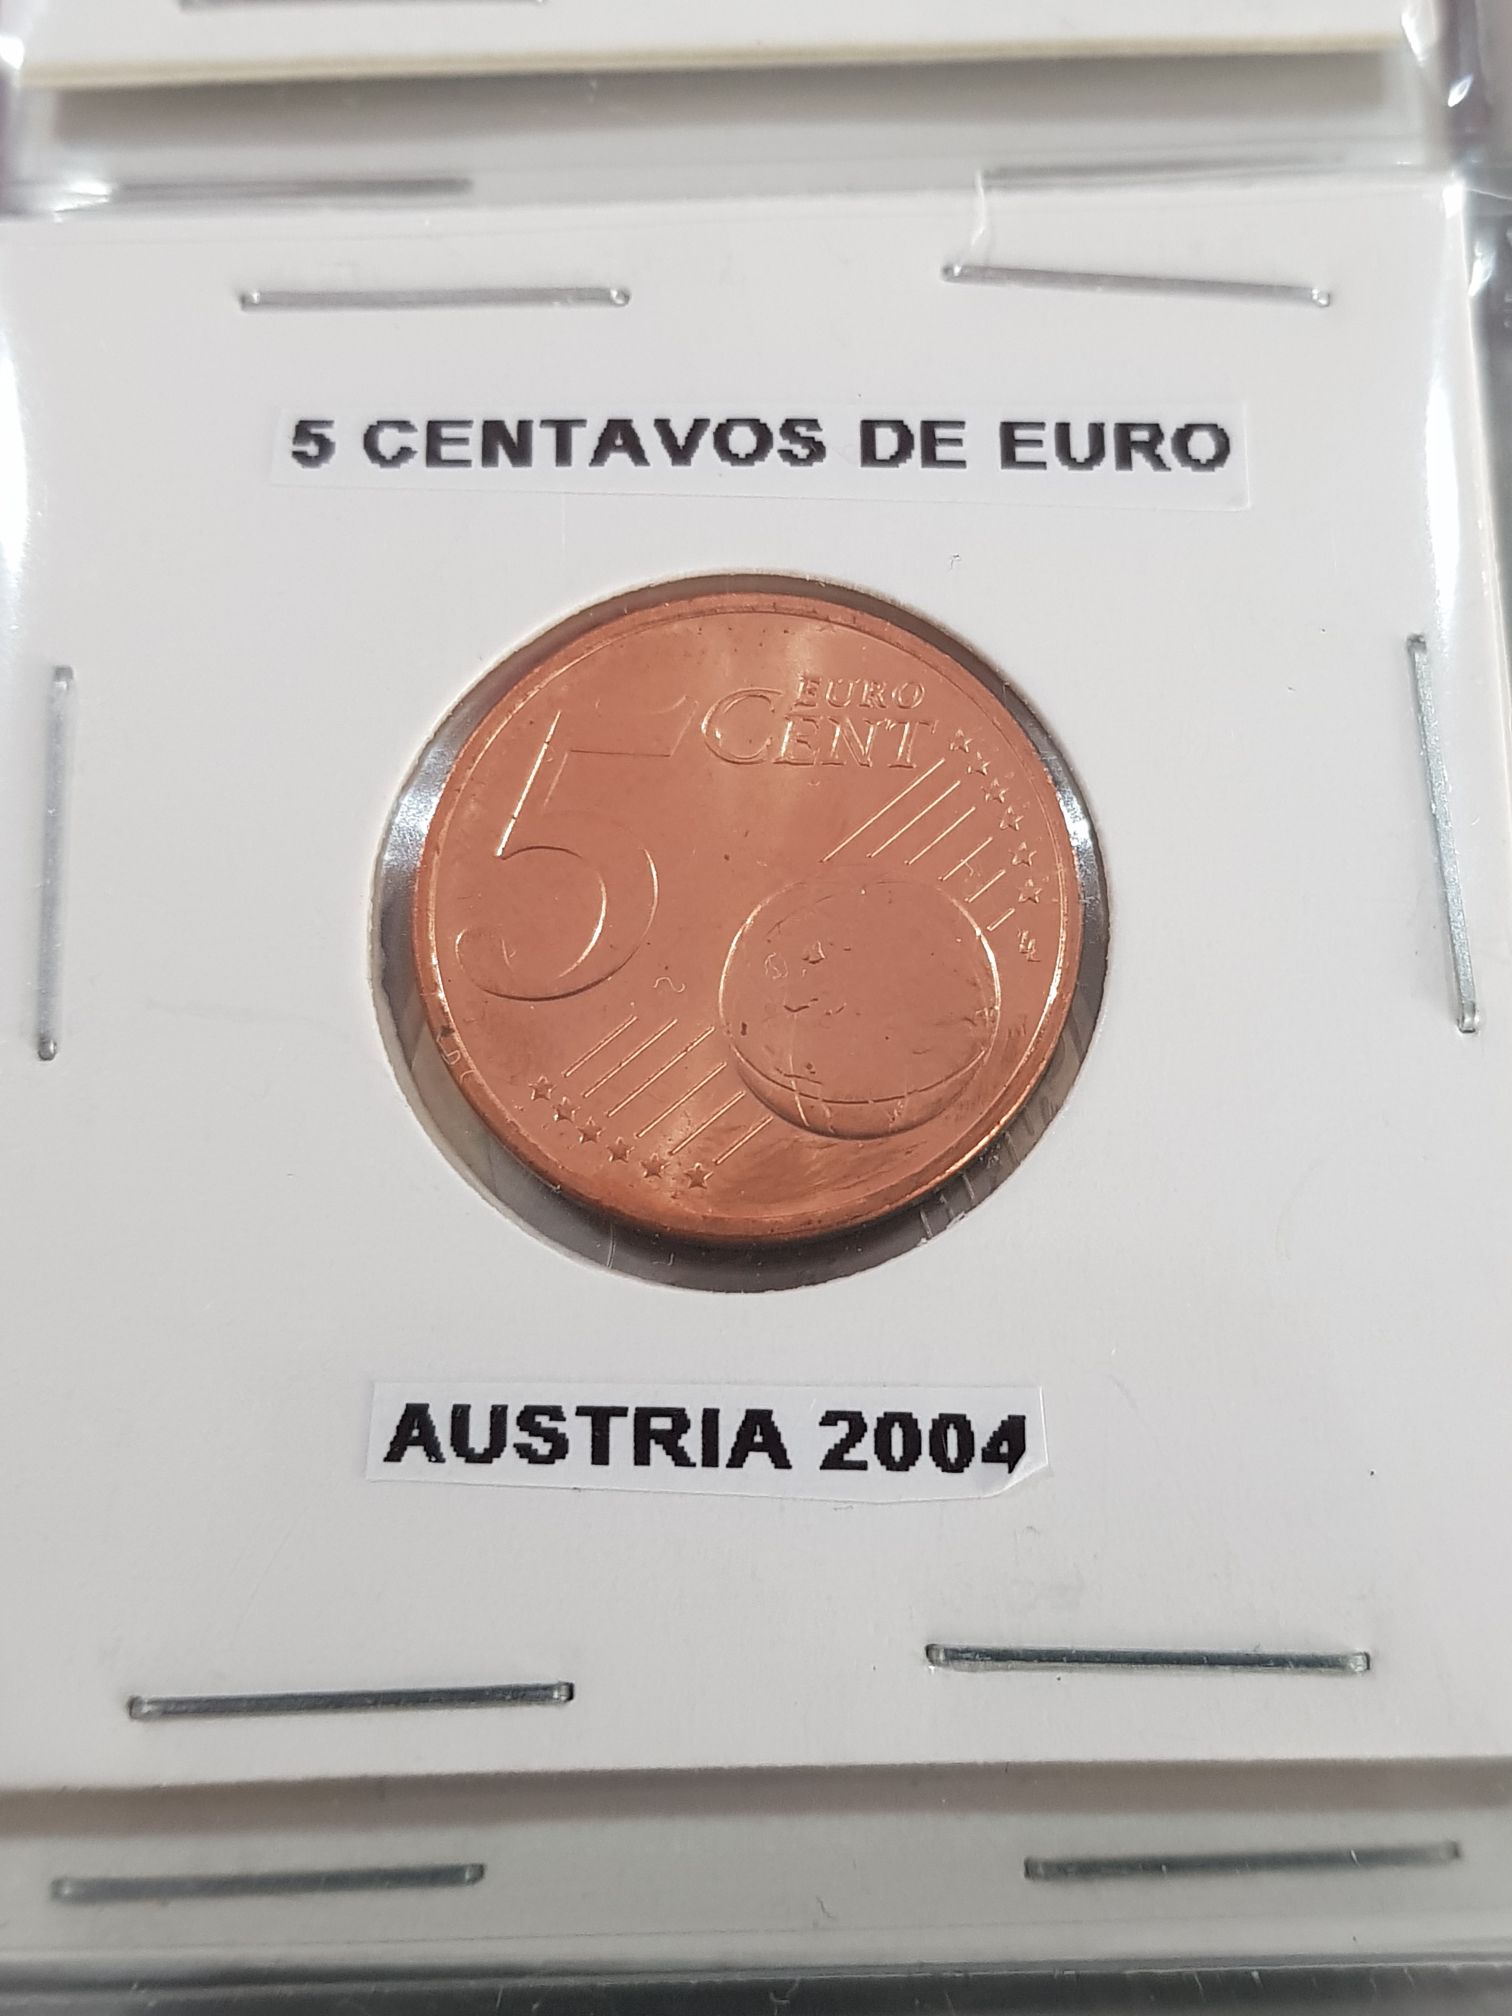 5 CENTAVOS DE EURO
5
EURO
CENT
AUSTRIA 2004